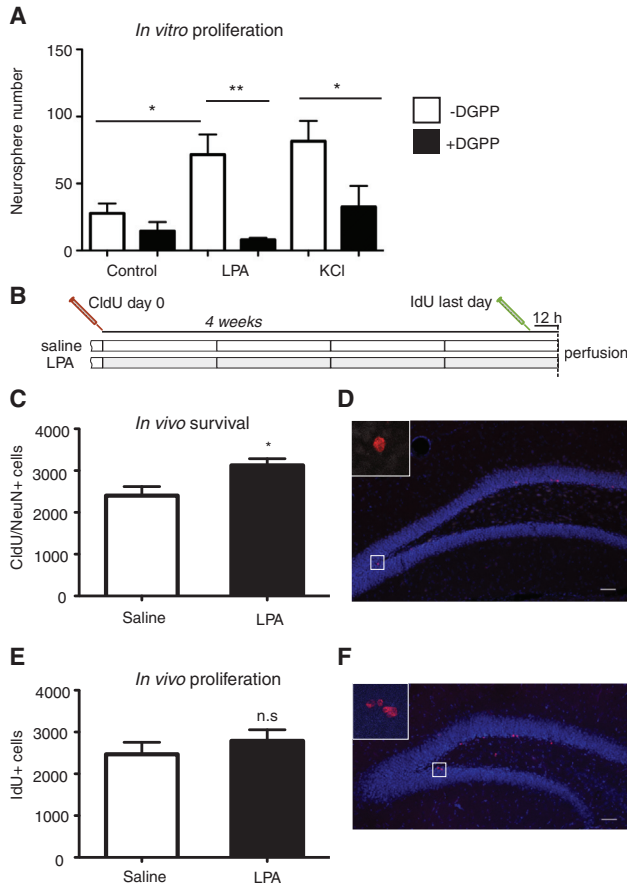 A
In vitro proliferation
150
100
50
0
Neurosphere number
*
**
*
-DGPP
+DGPP
Control
LPA
KCl
B
CldU day 0
4 weeks
IdU last day
12 h
saline
LPA
perfusion
C
In vivo survival
4000
3000
2000
1000
0
CldU/NeuN+ cells
*
Saline
LPA
D
E
In vivo proliferation
4000
3000
2000
1000
0
IdU+ cells
n.s
Saline
LPA
F